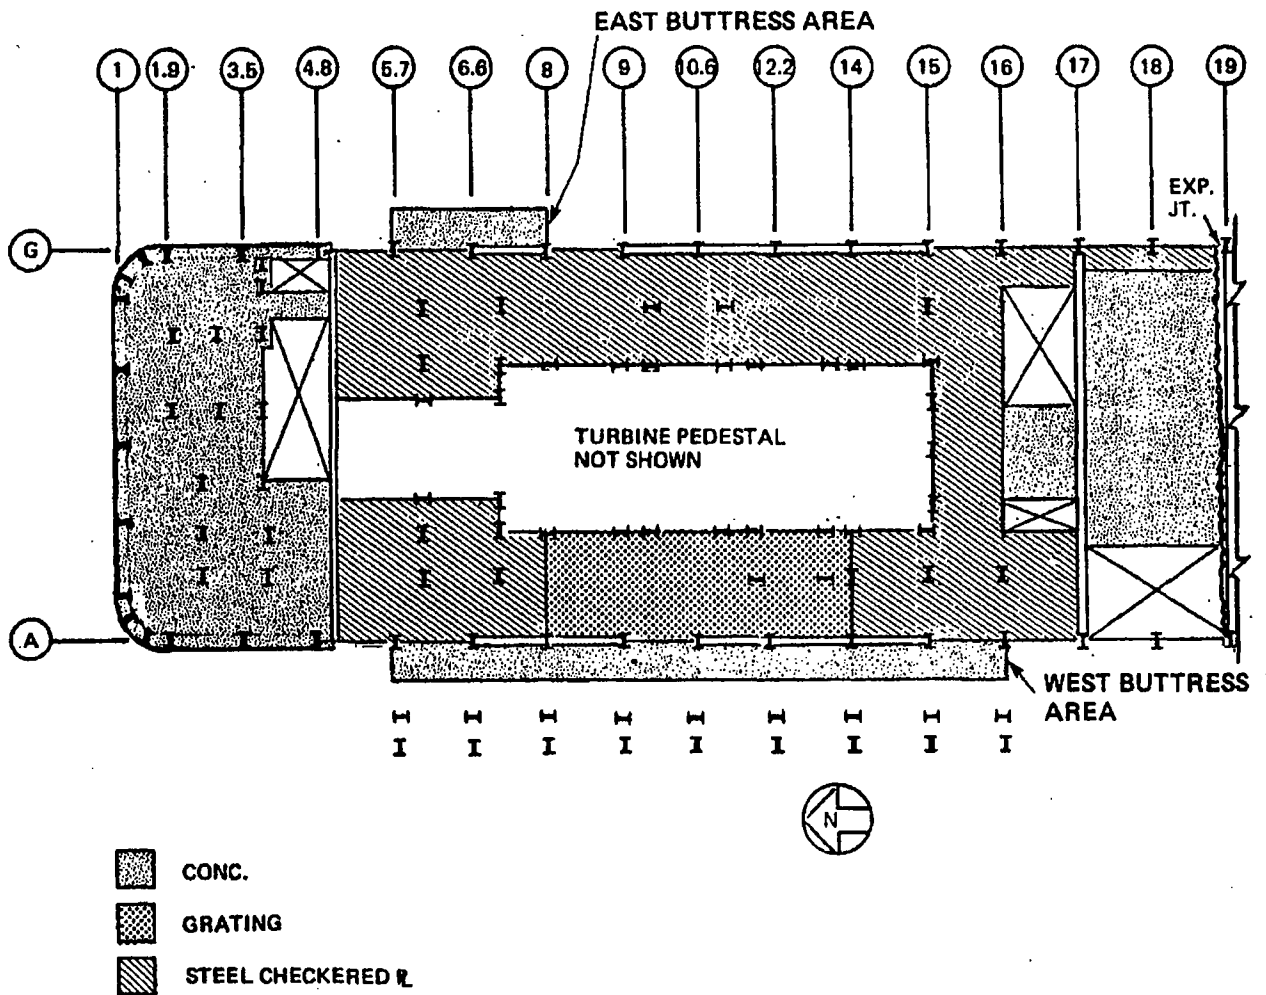 EAST BUTTRESS AREA
1 1.9 3.5 4.8 5.7 6.6 8 9 10.6 12.2 14 15 16 17 18 19
EXP.
JT.
G
TURBINE PEDESTAL
NOT SHOWN
A
WEST BUTTRESS
AREA
N
CONC.
GRATING
STEEL CHECKERED ℄